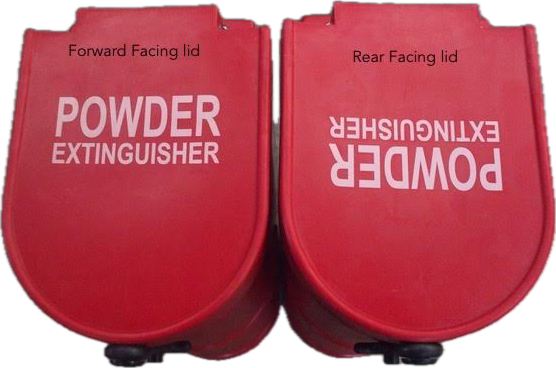 Forward Facing lid
POWDER
EXTINGUISHER
Rear Facing lid
POWDER
EXTINGUISHER